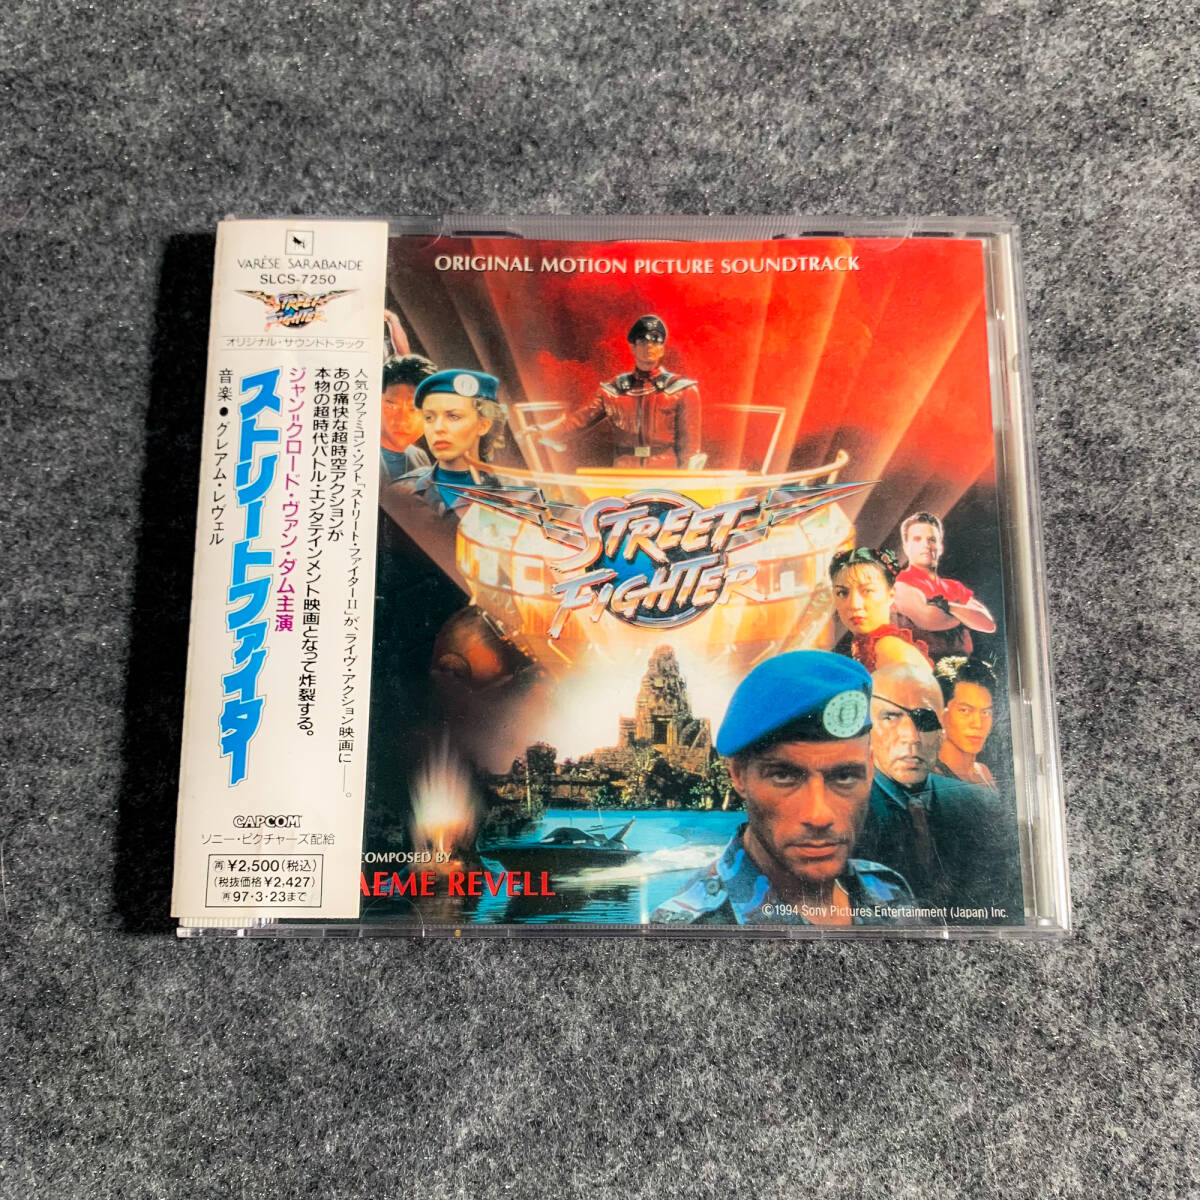 VARÈSE SARABANDE
SLCS-7250
STREET
FIGHTER
オリジナル・サウンドトラック
人気のファミコン・ソフト「ストリート・ファイターII」が、ライヴ・アクション映画に——。
あの痛快な超時空アクションが
本物の超時代バトル・エンタテインメント映画となって炸裂する。
ジャン=クロード・ヴァン・ダム主演
ストリートファイター
音楽●グレアム・レヴェル
CAPCOM
ソニー・ピクチャーズ配給
再¥2,500(税込)
(税抜価格¥2,427)
再97・3・23まで
ORIGINAL MOTION PICTURE SOUNDTRACK
STREET
FIGHTER
COMPOSED BY
AEME REVELL
©1994 Sony Pictures Entertainment (Japan) Inc.